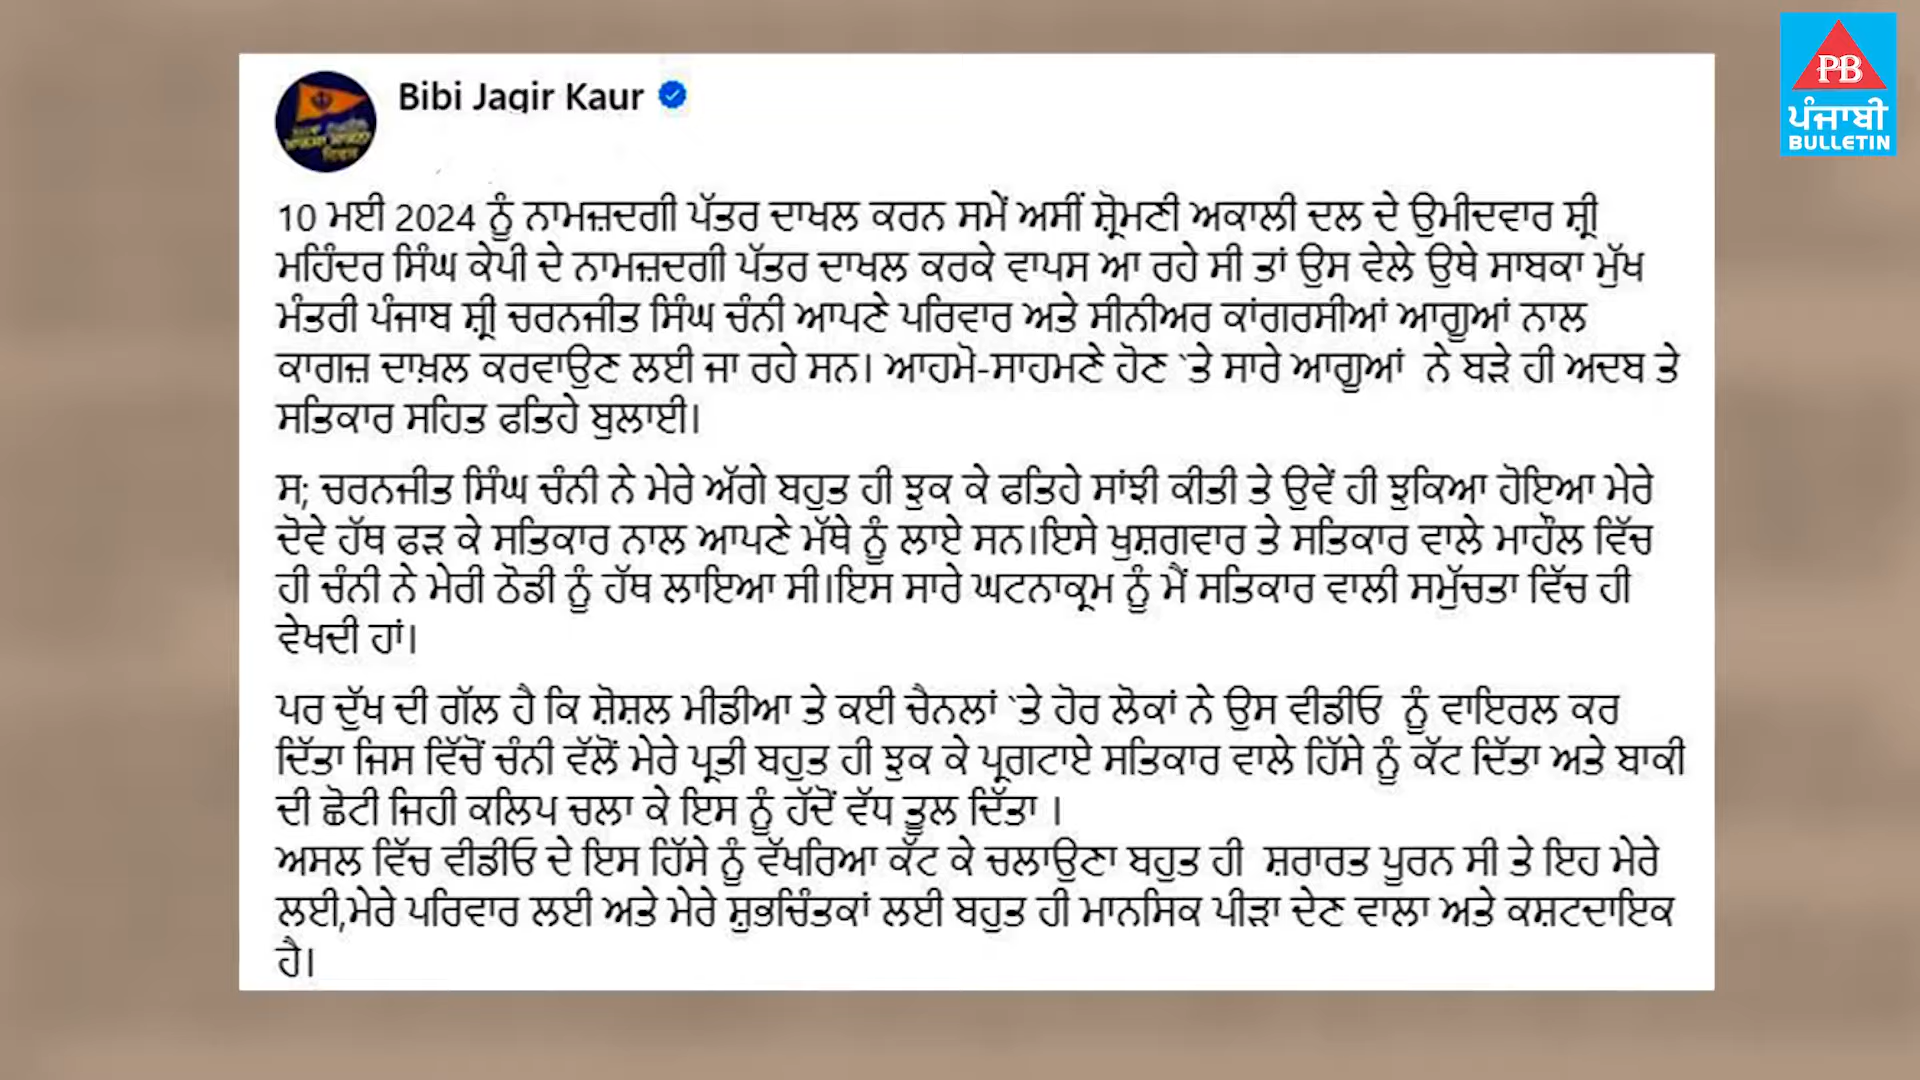 Bibi Jagir Kaur
PB
ਪੰਜਾਬੀ
BULLETIN
10 ਮਈ 2024 ਨੂੰ ਨਾਮਜ਼ਦਗੀ ਪੱਤਰ ਦਾਖਲ ਕਰਨ ਸਮੇਂ ਅਸੀਂ ਸ਼੍ਰੋਮਣੀ ਅਕਾਲੀ ਦਲ ਦੇ ਉਮੀਦਵਾਰ ਸ਼੍ਰੀ
ਮਹਿੰਦਰ ਸਿੰਘ ਕੇਪੀ ਦੇ ਨਾਮਜ਼ਦਗੀ ਪੱਤਰ ਦਾਖਲ ਕਰਕੇ ਵਾਪਸ ਆ ਰਹੇ ਸੀ ਤਾਂ ਉਸ ਵੇਲੇ ਉਥੇ ਸਾਬਕਾ ਮੁੱਖ
ਮੰਤਰੀ ਪੰਜਾਬ ਸ਼੍ਰੀ ਚਰਨਜੀਤ ਸਿੰਘ ਚੰਨੀ ਆਪਣੇ ਪਰਿਵਾਰ ਅਤੇ ਸੀਨੀਅਰ ਕਾਂਗਰਸੀਆਂ ਆਗੂਆਂ ਨਾਲ
ਕਾਗਜ਼ ਦਾਖ਼ਲ ਕਰਵਾਉਣ ਲਈ ਜਾ ਰਹੇ ਸਨ। ਆਹਮੋ-ਸਾਹਮਣੇ ਹੋਣ `ਤੇ ਸਾਰੇ ਆਗੂਆਂ ਨੇ ਬੜੇ ਹੀ ਅਦਬ ਤੇ
ਸਤਿਕਾਰ ਸਹਿਤ ਫਤਿਹੇ ਬੁਲਾਈ।
ਸ; ਚਰਨਜੀਤ ਸਿੰਘ ਚੰਨੀ ਨੇ ਮੇਰੇ ਅੱਗੇ ਬਹੁਤ ਹੀ ਝੁਕ ਕੇ ਫਤਿਹੇ ਸਾਂਝੀ ਕੀਤੀ ਤੇ ਉਵੇਂ ਹੀ ਝੁਕਿਆ ਹੋਇਆ ਮੇਰੇ
ਦੋਵੇ ਹੱਥ ਫੜ ਕੇ ਸਤਿਕਾਰ ਨਾਲ ਆਪਣੇ ਮੱਥੇ ਨੂੰ ਲਾਏ ਸਨ।ਇਸੇ ਖੁਸ਼ਗਵਾਰ ਤੇ ਸਤਿਕਾਰ ਵਾਲੇ ਮਾਹੌਲ ਵਿੱਚ
ਹੀ ਚੰਨੀ ਨੇ ਮੇਰੀ ਠੋਡੀ ਨੂੰ ਹੱਥ ਲਾਇਆ ਸੀ।ਇਸ ਸਾਰੇ ਘਟਨਾਕ੍ਰਮ ਨੂੰ ਮੈਂ ਸਤਿਕਾਰ ਵਾਲੀ ਸਮੁੱਚਤਾ ਵਿੱਚ ਹੀ
ਵੇਖਦੀ ਹਾਂ।
ਪਰ ਦੁੱਖ ਦੀ ਗੱਲ ਹੈ ਕਿ ਸ਼ੋਸ਼ਲ ਮੀਡੀਆ ਤੇ ਕਈ ਚੈਨਲਾਂ `ਤੇ ਹੋਰ ਲੋਕਾਂ ਨੇ ਉਸ ਵੀਡੀਓ ਨੂੰ ਵਾਇਰਲ ਕਰ
ਦਿੱਤਾ ਜਿਸ ਵਿੱਚੋਂ ਚੰਨੀ ਵੱਲੋਂ ਮੇਰੇ ਪ੍ਰਤੀ ਬਹੁਤ ਹੀ ਝੁਕ ਕੇ ਪ੍ਰਗਟਾਏ ਸਤਿਕਾਰ ਵਾਲੇ ਹਿੱਸੇ ਨੂੰ ਕੱਟ ਦਿੱਤਾ ਅਤੇ ਬਾਕੀ
ਦੀ ਛੋਟੀ ਜਿਹੀ ਕਲਿਪ ਚਲਾ ਕੇ ਇਸ ਨੂੰ ਹੱਦੋਂ ਵੱਧ ਤੂਲ ਦਿੱਤਾ ।
ਅਸਲ ਵਿੱਚ ਵੀਡੀਓ ਦੇ ਇਸ ਹਿੱਸੇ ਨੂੰ ਵੱਖਰਿਆ ਕੱਟ ਕੇ ਚਲਾਉਣਾ ਬਹੁਤ ਹੀ ਸ਼ਰਾਰਤ ਪੂਰਨ ਸੀ ਤੇ ਇਹ ਮੇਰੇ
ਲਈ,ਮੇਰੇ ਪਰਿਵਾਰ ਲਈ ਅਤੇ ਮੇਰੇ ਸ਼ੁਭਚਿੰਤਕਾਂ ਲਈ ਬਹੁਤ ਹੀ ਮਾਨਸਿਕ ਪੀੜਾ ਦੇਣ ਵਾਲਾ ਅਤੇ ਕਸ਼ਟਦਾਇਕ
ਹੈ।